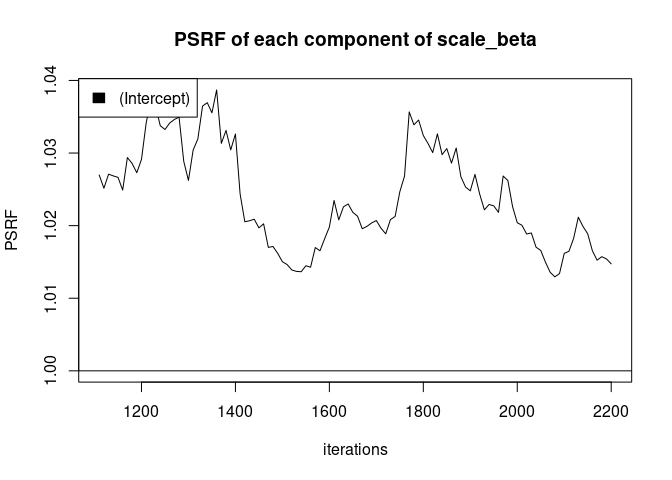 PSRF of each component of scale_beta
(Intercept)
1.04
1.03
1.02
1.01
1.00
PSRF
1200 1400 1600 1800 2000 2200
iterations